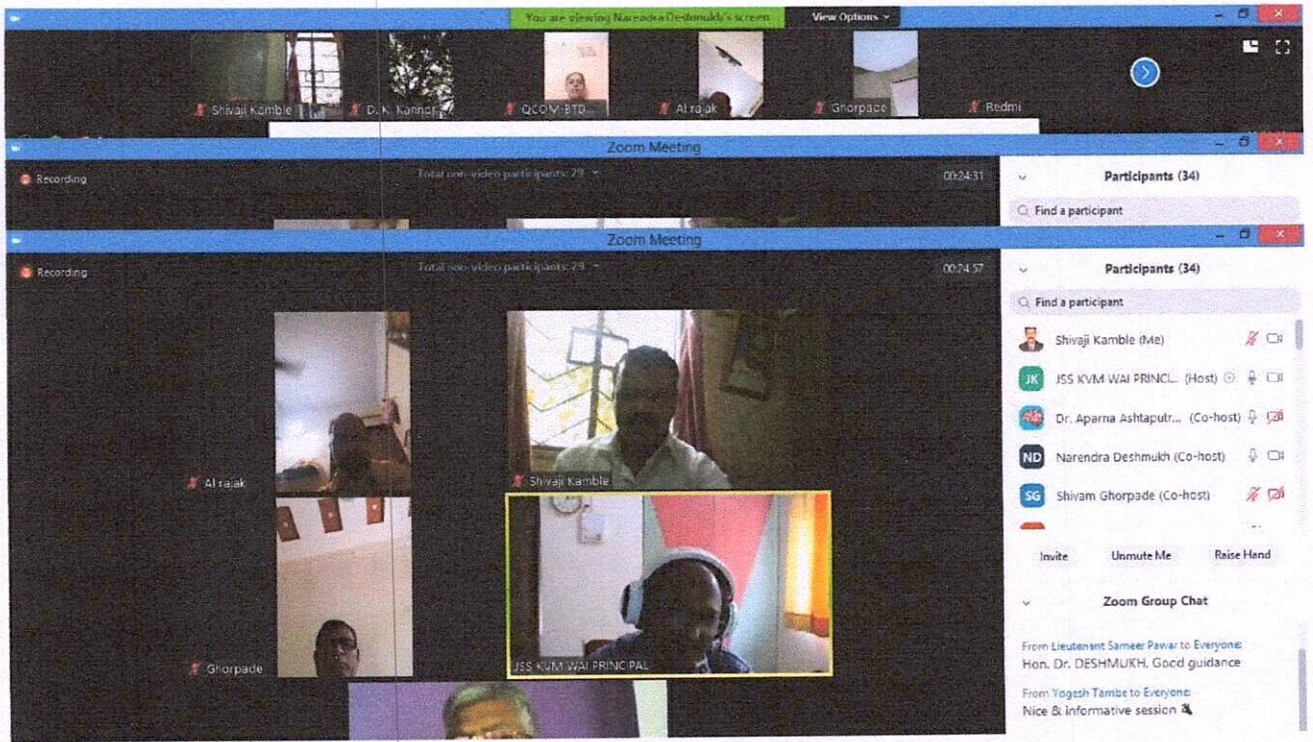 You are viewing Narendra Deshmukh's screen
View Options
Shivaji Kamble
D. K. Kannor
QCOM-BTD...
Al rajak
Ghorpade
Redmi
Zoom Meeting
Recording
Total non-video participants: 29
00:24:31
Participants (34)
Find a participant
Zoom Meeting
Recording
Total non-video participants: 29
00:24:57
Participants (34)
Find a participant
Shivaji Kamble (Me)
JK
JSS KVM WAI PRINCI... (Host)
Dr. Aparna Ashtaputr... (Co-host)
ND
Narendra Deshmukh (Co-host)
SG
Shivam Ghorpade (Co-host)
Invite
Unmute Me
Raise Hand
Zoom Group Chat
From Lieutenant Sameer Pawar to Everyone:
Hon. Dr. DESHMUKH. Good guidance
From Yogesh Tambe to Everyone:
Nice & informative session
Al rajak
Shivaji Kamble
Ghorpade
JSS KVM WAI PRINCIPAL